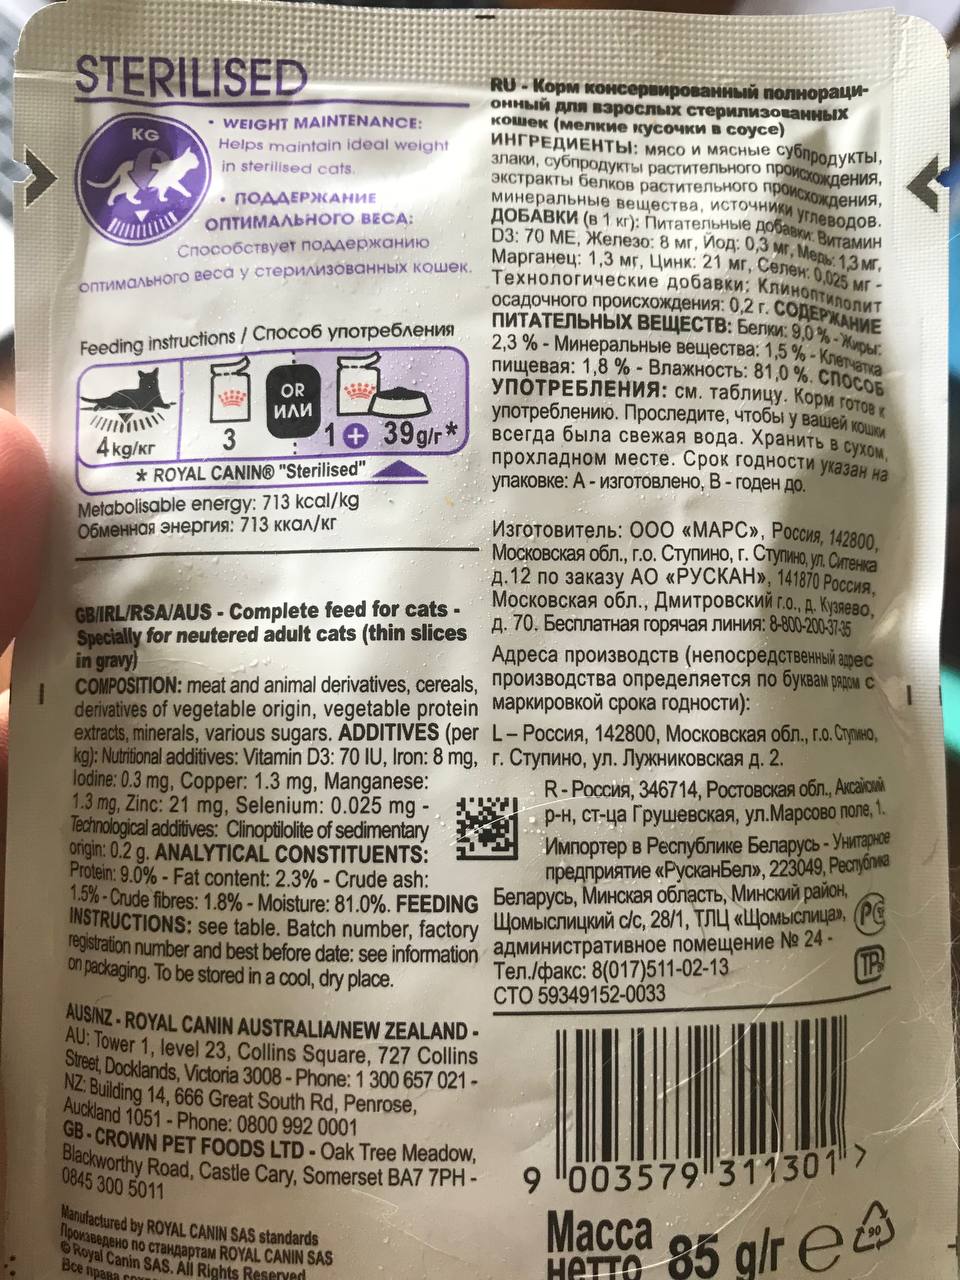 STERILISED
KG
• WEIGHT MAINTENANCE:
Helps maintain ideal weight
in sterilised cats.
• ПОДДЕРЖАНИЕ
ОПТИМАЛЬНОГО ВЕСА:
Способствует поддержанию
оптимального веса у стерилизованных кошек.
Feeding instructions / Способ употребления
4 kg/кг
3
OR
ИЛИ
1 + 39g/г*
* ROYAL CANIN® "Sterilised"
Metabolisable energy: 713 kcal/kg
Обменная энергия: 713 ккал/кг
GB/IRL/RSA/AUS - Complete feed for cats -
Specially for neutered adult cats (thin slices
in gravy)
COMPOSITION: meat and animal derivatives, cereals,
derivatives of vegetable origin, vegetable protein
extracts, minerals, various sugars. ADDITIVES (per
kg): Nutritional additives: Vitamin D3: 70 IU, Iron: 8 mg,
Iodine: 0.3 mg, Copper: 1.3 mg, Manganese:
1.3 mg, Zinc: 21 mg, Selenium: 0.025 mg -
Technological additives: Clinoptilolite of sedimentary
origin: 0.2 g. ANALYTICAL CONSTITUENTS:
Protein: 9.0% - Fat content: 2.3% - Crude ash:
1.5% - Crude fibres: 1.8% - Moisture: 81.0%. FEEDING
INSTRUCTIONS: see table. Batch number, factory
registration number and best before date: see information
on packaging. To be stored in a cool, dry place.
AUS/NZ - ROYAL CANIN AUSTRALIA/NEW ZEALAND -
AU: Tower 1, level 23, Collins Square, 727 Collins
Street, Docklands, Victoria 3008 - Phone: 1 300 657 021 -
NZ: Building 14, 666 Great South Rd, Penrose,
Auckland 1051 - Phone: 0800 992 0001
GB - CROWN PET FOODS LTD - Oak Tree Meadow,
Blackworthy Road, Castle Cary, Somerset BA7 7PH -
0845 300 5011
Manufactured by ROYAL CANIN SAS standards
Произведено по стандартам ROYAL CANIN SAS
© Royal Canin SAS. All Rights Reserved
Все права
RU - Корм консервированный полнораци-
онный для взрослых стерилизованных
кошек (мелкие кусочки в соусе)
ИНГРЕДИЕНТЫ: мясо и мясные субпродукты,
злаки, субпродукты растительного происхождения,
экстракты белков растительного происхождения,
минеральные вещества, источники углеводов.
ДОБАВКИ (в 1 кг): Питательные добавки: Витамин
D3: 70 МЕ, Железо: 8 мг, Йод: 0,3 мг, Медь: 1,3 мг,
Марганец: 1,3 мг, Цинк: 21 мг, Селен: 0,025 мг -
Технологические добавки: Клиноптилолит
осадочного происхождения: 0,2 г. СОДЕРЖАНИЕ
ПИТАТЕЛЬНЫХ ВЕЩЕСТВ: Белки: 9,0 % - Жиры:
2,3 % - Минеральные вещества: 1,5 % - Клетчатка
пищевая: 1,8 % - Влажность: 81,0 %. СПОСОБ
УПОТРЕБЛЕНИЯ: см. таблицу. Корм готов к
употреблению. Проследите, чтобы у вашей кошки
всегда была свежая вода. Хранить в сухом,
прохладном месте. Срок годности указан на
упаковке: А - изготовлено, В - годен до.
Изготовитель: ООО «МАРС», Россия, 142800,
Московская обл., г.о. Ступино, г. Ступино, ул. Ситенка
д.12 по заказу АО «РУСКАН», 141870 Россия,
Московская обл., Дмитровский г.о., д. Кузяево,
д. 70. Бесплатная горячая линия: 8-800-200-37-35
Адреса производств (непосредственный адрес
производства определяется по буквам рядом с
маркировкой срока годности):
L – Россия, 142800, Московская обл., г.о. Ступино,
г. Ступино, ул. Лужниковская д. 2.
R - Россия, 346714, Ростовская обл., Аксайский
р-н, ст-ца Грушевская, ул.Марсово поле, 1.
Импортер в Республике Беларусь - Унитарное
предприятие «РусканБел», 223049, Республика
Беларусь, Минская область, Минский район,
Щомыслицкий с/с, 28/1, ТЛЦ «Щомыслица»,
административное помещение № 24 -
Тел./факс: 8(017)511-02-13
СТО 59349152-0033
9 003579 311301 >
Масса
нетто 85 g/г e
90